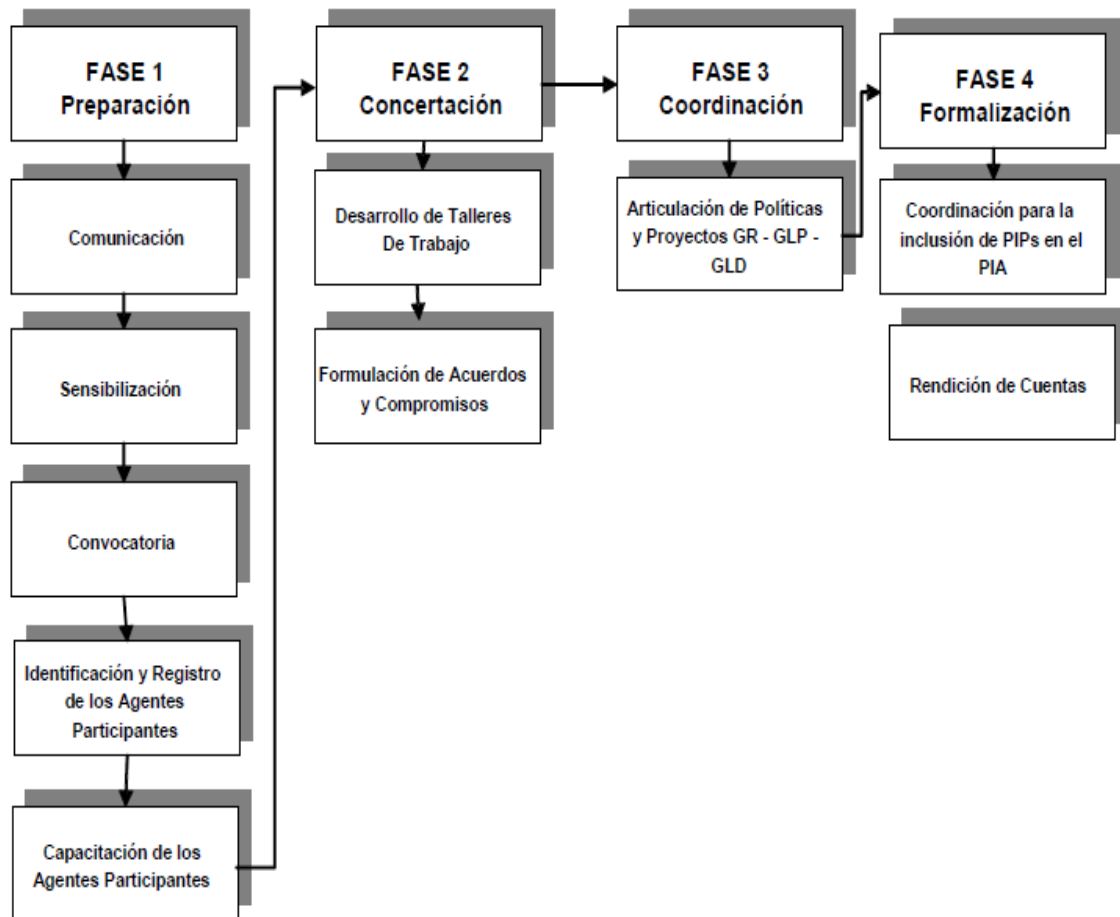 FASE 1
Preparación
Comunicación
Sensibilización
Convocatoria
Identificación y Registro
de los Agentes
Participantes
Capacitación de los
Agentes Participantes
FASE 2
Concertación
Desarrollo de Talleres
De Trabajo
Formulación de Acuerdos
y Compromisos
FASE 3
Coordinación
Articulación de Políticas
y Proyectos GR - GLP -
GLD
FASE 4
Formalización
Coordinación para la
inclusión de PIPs en el
PIA
Rendición de Cuentas